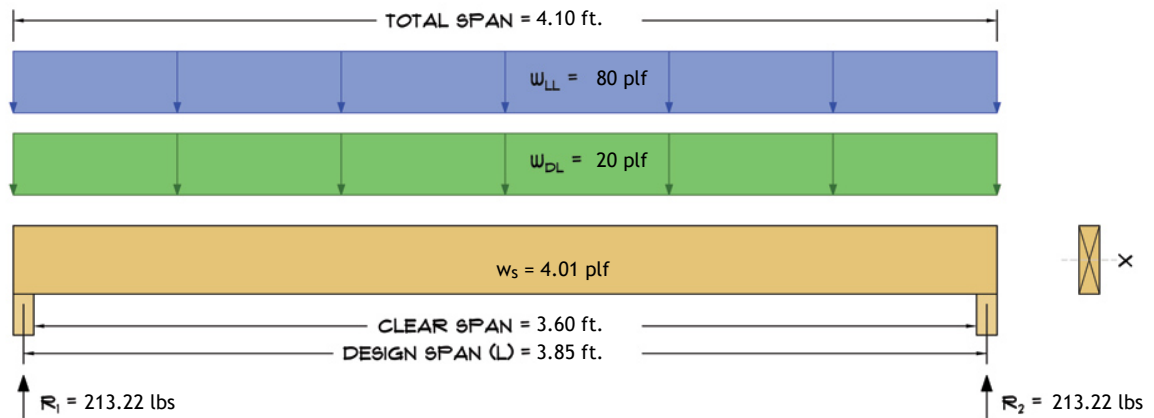 TOTAL SPAN = 4.10 ft.
wLL = 80 plf
wDL = 20 plf
ws = 4.01 plf
X
CLEAR SPAN = 3.60 ft.
DESIGN SPAN (L) = 3.85 ft.
R1 = 213.22 lbs
R2 = 213.22 lbs